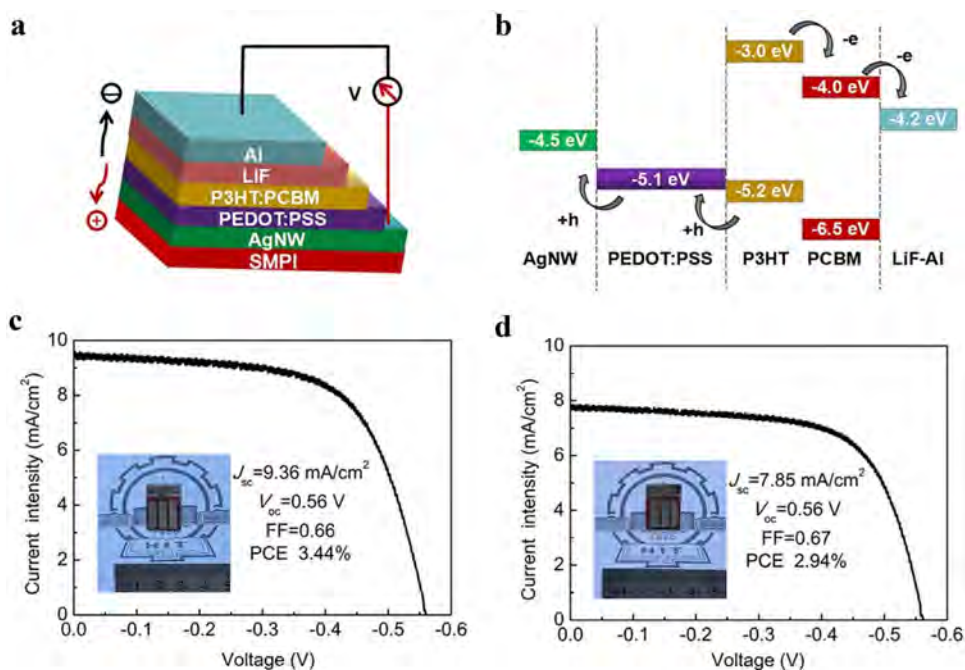 a
⊖
⊕
V
Al
LiF
P3HT:PCBM
PEDOT:PSS
AgNW
SMPI
b
-3.0 eV
-e
-4.0 eV
-e
-4.2 eV
-4.5 eV
-5.1 eV
-5.2 eV
+h
+h
-6.5 eV
AgNW PEDOT:PSS P3HT PCBM LiF-Al
c
Current intensity (mA/cm²)
10
8
6
4
2
0
Jsc=9.36 mA/cm²
Voc=0.56 V
FF=0.66
PCE 3.44%
0.0 -0.1 -0.2 -0.3 -0.4 -0.5 -0.6
Voltage (V)
d
Current intensity (mA/cm²)
10
8
6
4
2
0
Jsc=7.85 mA/cm²
Voc=0.56 V
FF=0.67
PCE 2.94%
0.0 -0.1 -0.2 -0.3 -0.4 -0.5 -0.6
Voltage (V)